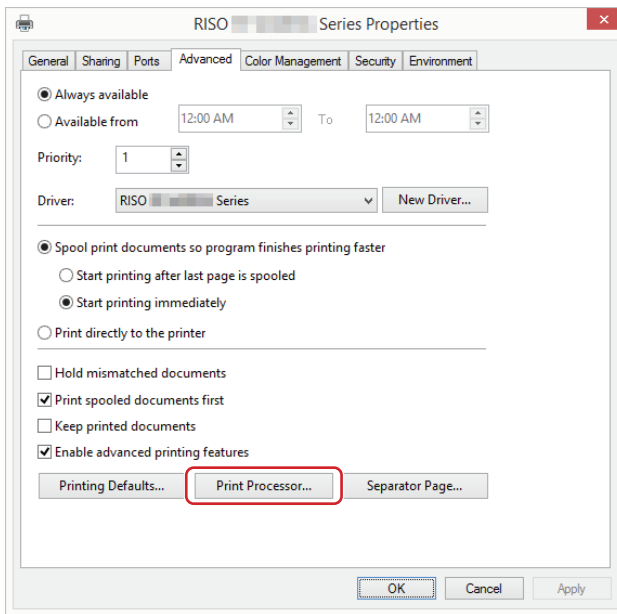 RISO Series Properties
General Sharing Ports Advanced Color Management Security Environment
Always available
Available from 12:00 AM To 12:00 AM
Priority: 1
Driver: RISO Series New Driver...
Spool print documents so program finishes printing faster
Start printing after last page is spooled
Start printing immediately
Print directly to the printer
Hold mismatched documents
Print spooled documents first
Keep printed documents
Enable advanced printing features
Printing Defaults... Print Processor... Separator Page...
OK Cancel Apply